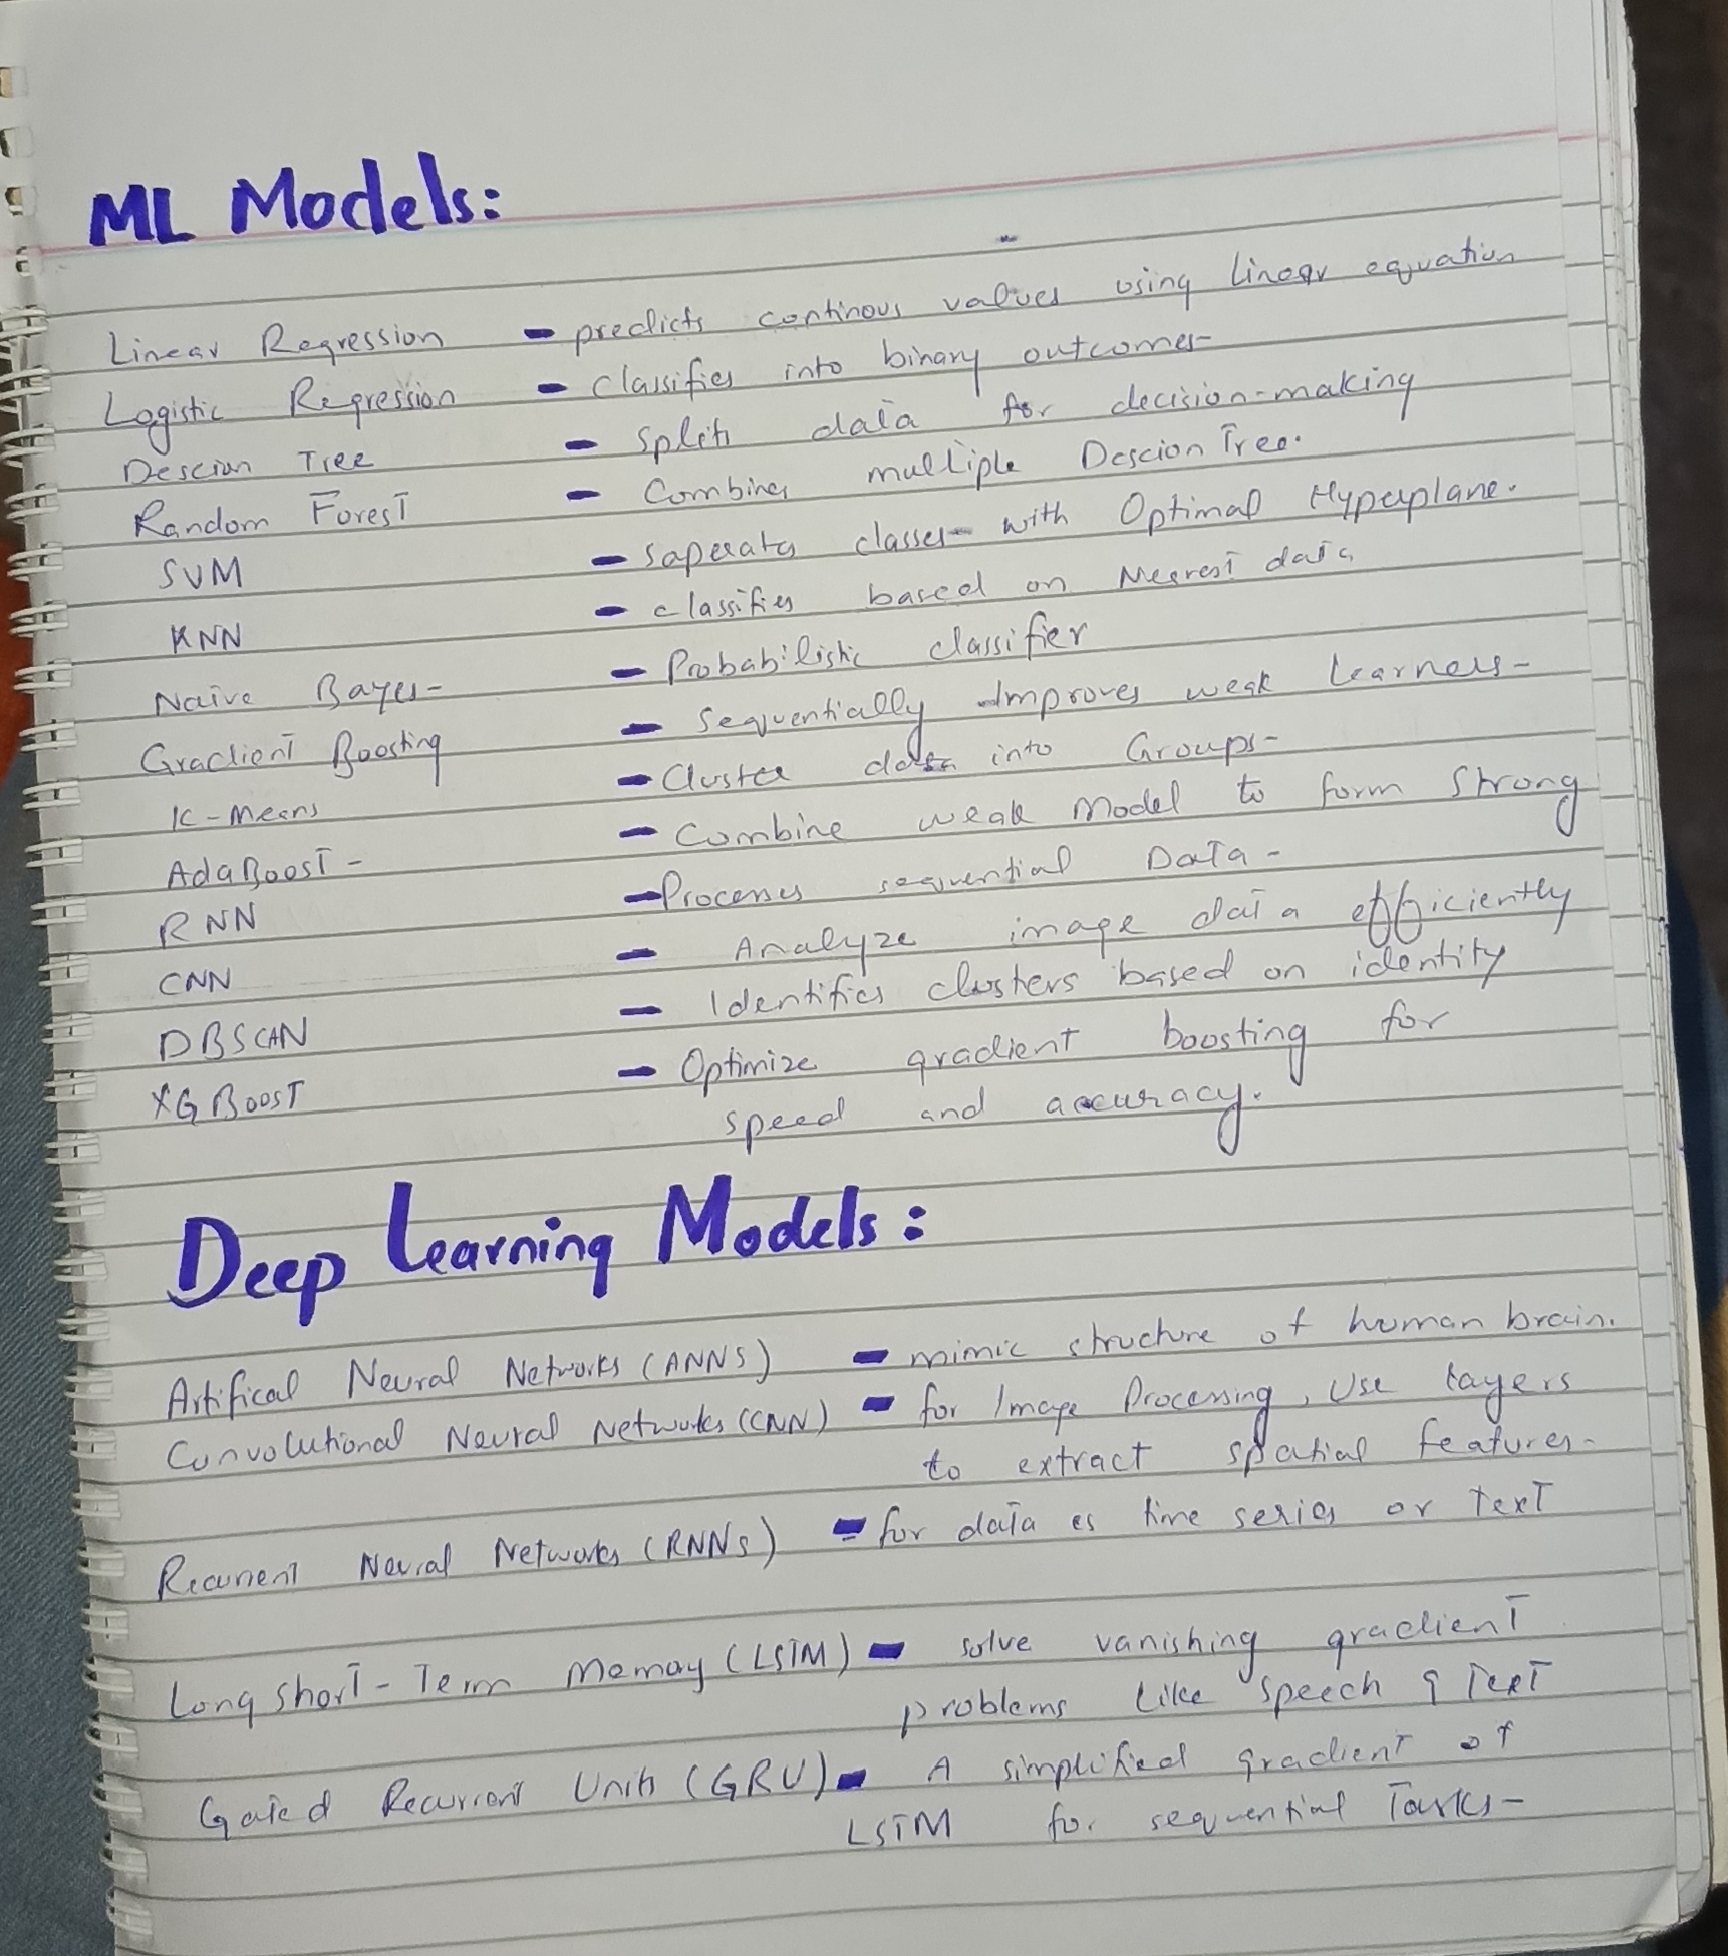 ML Models:
Linear Regression - predicts continous values using linear equation
Logistic Regression - classifies into binary outcomes-
Descion Tree - splits data for decision-making
Random Forest - Combines multiple Descion Tree.
SVM - saperates classes with Optimal Hyperplane.
KNN - classifies based on Nearest data
Naive Bayes- - Probabilistic classifier
Gradient Boosting - Sequentially Improves weak learners-
K-Means - Cluster data into Groups-
AdaBoost- - Combine weak Model to form Strong
RNN - Processes sequential Data-
CNN - Analyze image data efficiently
DBSCAN - Identifies clusters based on identity
XGBoost - Optimize gradient boosting for
speed and accuracy.
Deep Learning Models:
Artifical Neural Networks (ANNS) - mimic structure of human brain.
Convolutional Neural Networks (CNN) - for Image Processing, Use layers
to extract spatial features-
Recurrent Neural Networks (RNNs) - for data as time series or text
Long short-Term Memory (LSTM) - solve vanishing gradient
problems like speech & Text
Gated Recurrent Units (GRU) - A simplified gradient of
LSTM for sequential Tasks-